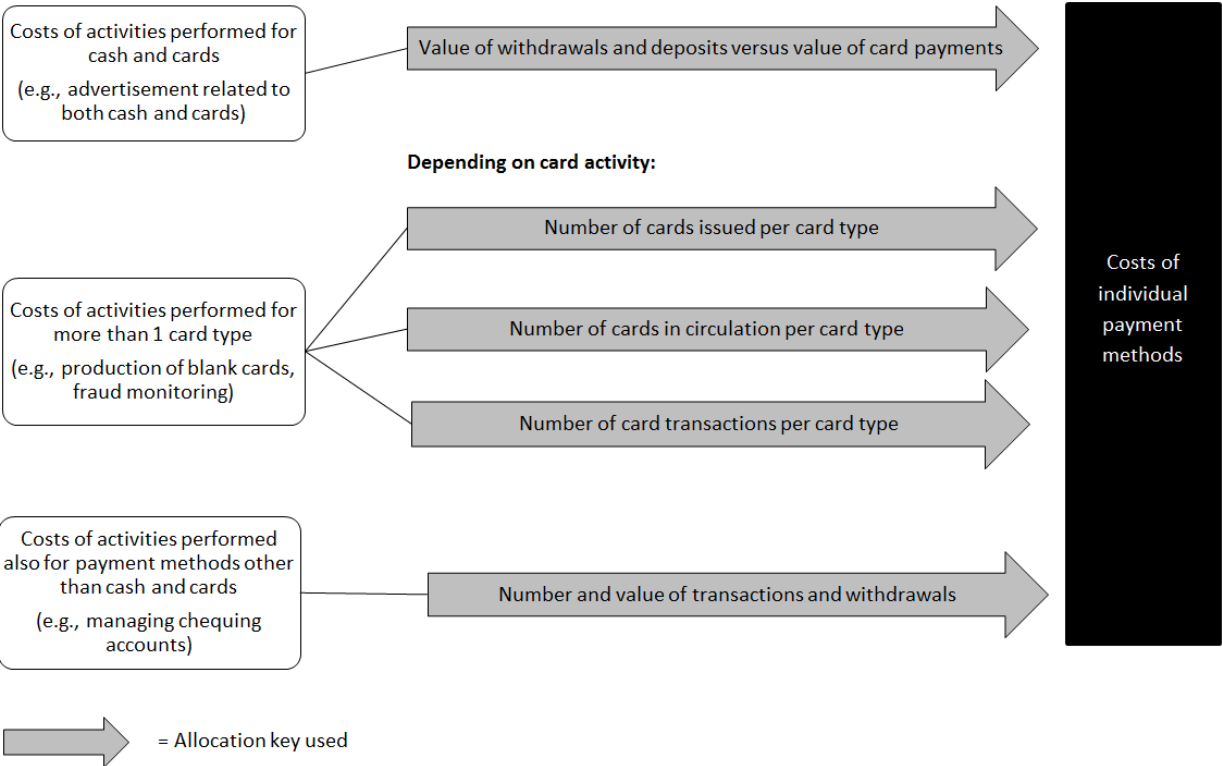 Costs of activities performed for
cash and cards
(e.g., advertisement related to
both cash and cards)
Value of withdrawals and deposits versus value of card payments
Depending on card activity:
Number of cards issued per card type
Costs of activities performed for
more than 1 card type
(e.g., production of blank cards,
fraud monitoring)
Number of cards in circulation per card type
Number of card transactions per card type
Costs of activities performed
also for payment methods other
than cash and cards
(e.g., managing chequing
accounts)
Number and value of transactions and withdrawals
Costs of
individual
payment
methods
= Allocation key used